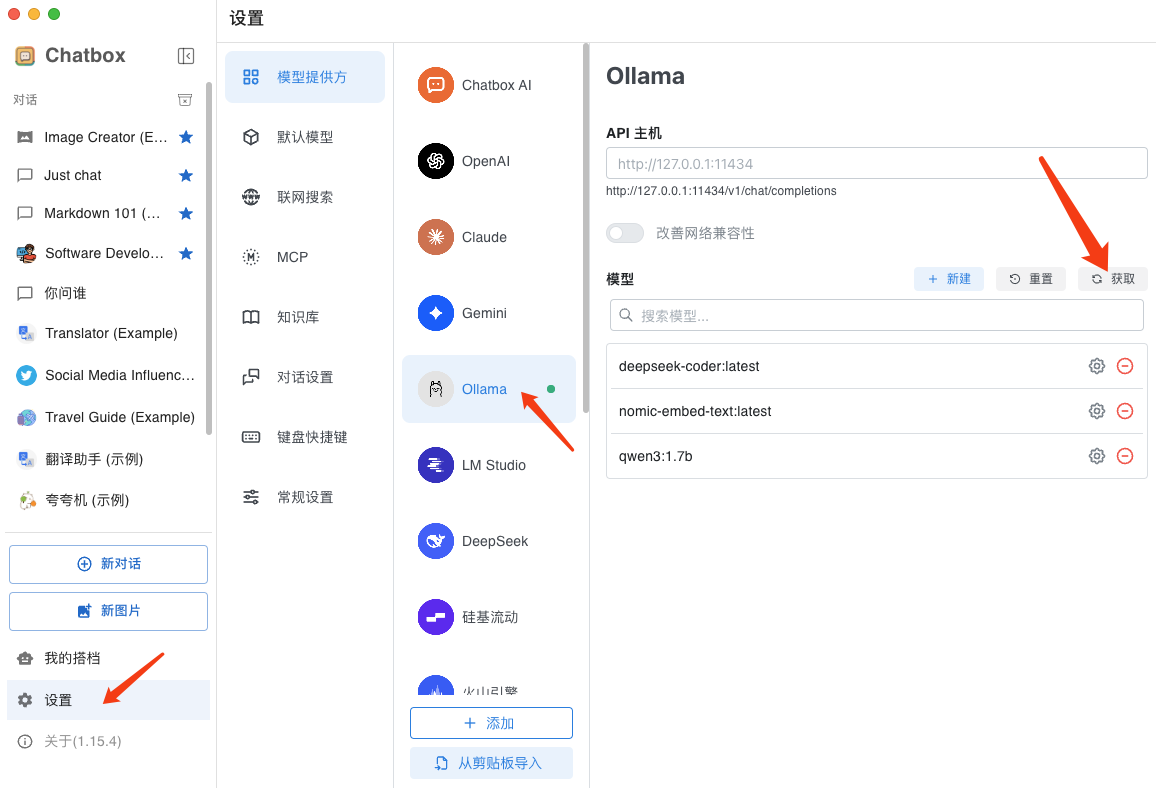 设置
Chatbox
对话
Image Creator (E...
Just chat
Markdown 101 (...
Software Develo...
你问谁
Translator (Example)
Social Media Influenc...
Travel Guide (Example)
翻译助手 (示例)
夸夸机 (示例)
新对话
新图片
我的搭档
设置
关于(1.15.4)
模型提供方
默认模型
联网搜索
MCP
知识库
对话设置
键盘快捷键
常规设置
Chatbox AI
OpenAI
Claude
Gemini
Ollama
LM Studio
DeepSeek
硅基流动
火山引擎
添加
从剪贴板导入
Ollama
API 主机
http://127.0.0.1:11434
http://127.0.0.1:11434/v1/chat/completions
改善网络兼容性
模型
新建
重置
获取
搜索模型...
deepseek-coder:latest
nomic-embed-text:latest
qwen3:1.7b